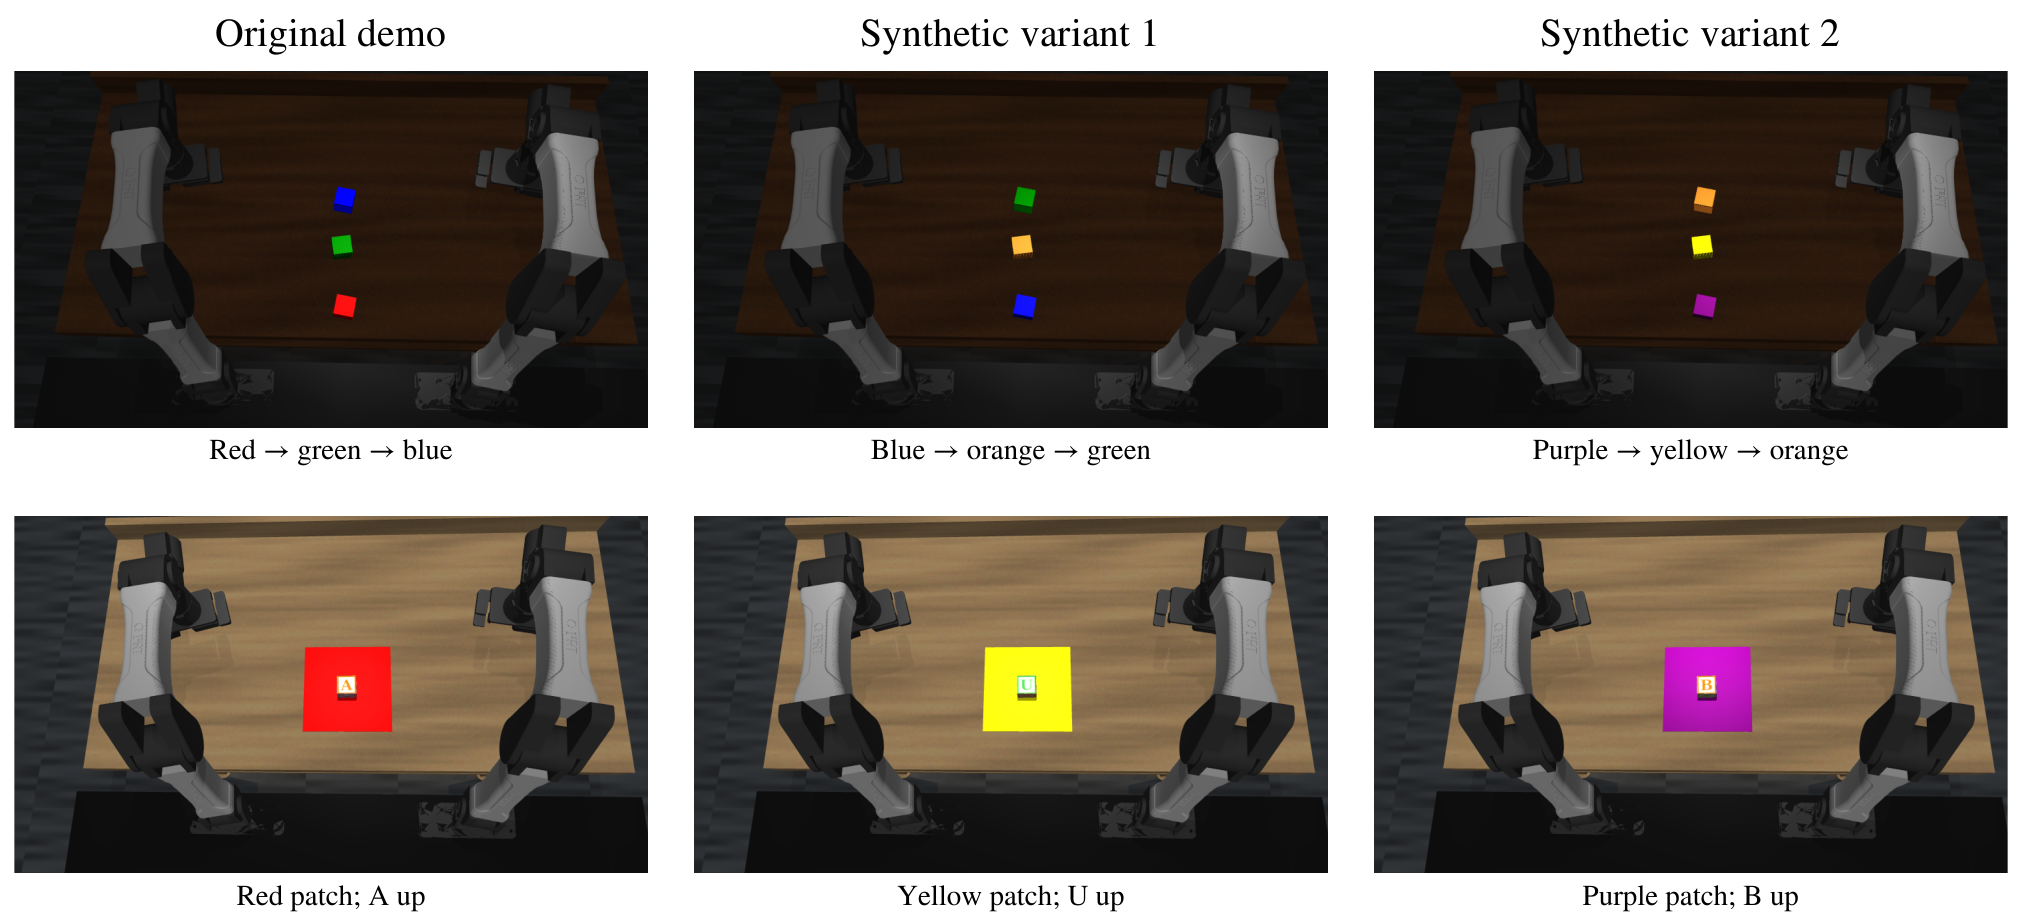 Original demo
Synthetic variant 1
Synthetic variant 2
Red → green → blue
Blue → orange → green
Purple → yellow → orange
A
U
B
Red patch; A up
Yellow patch; U up
Purple patch; B up